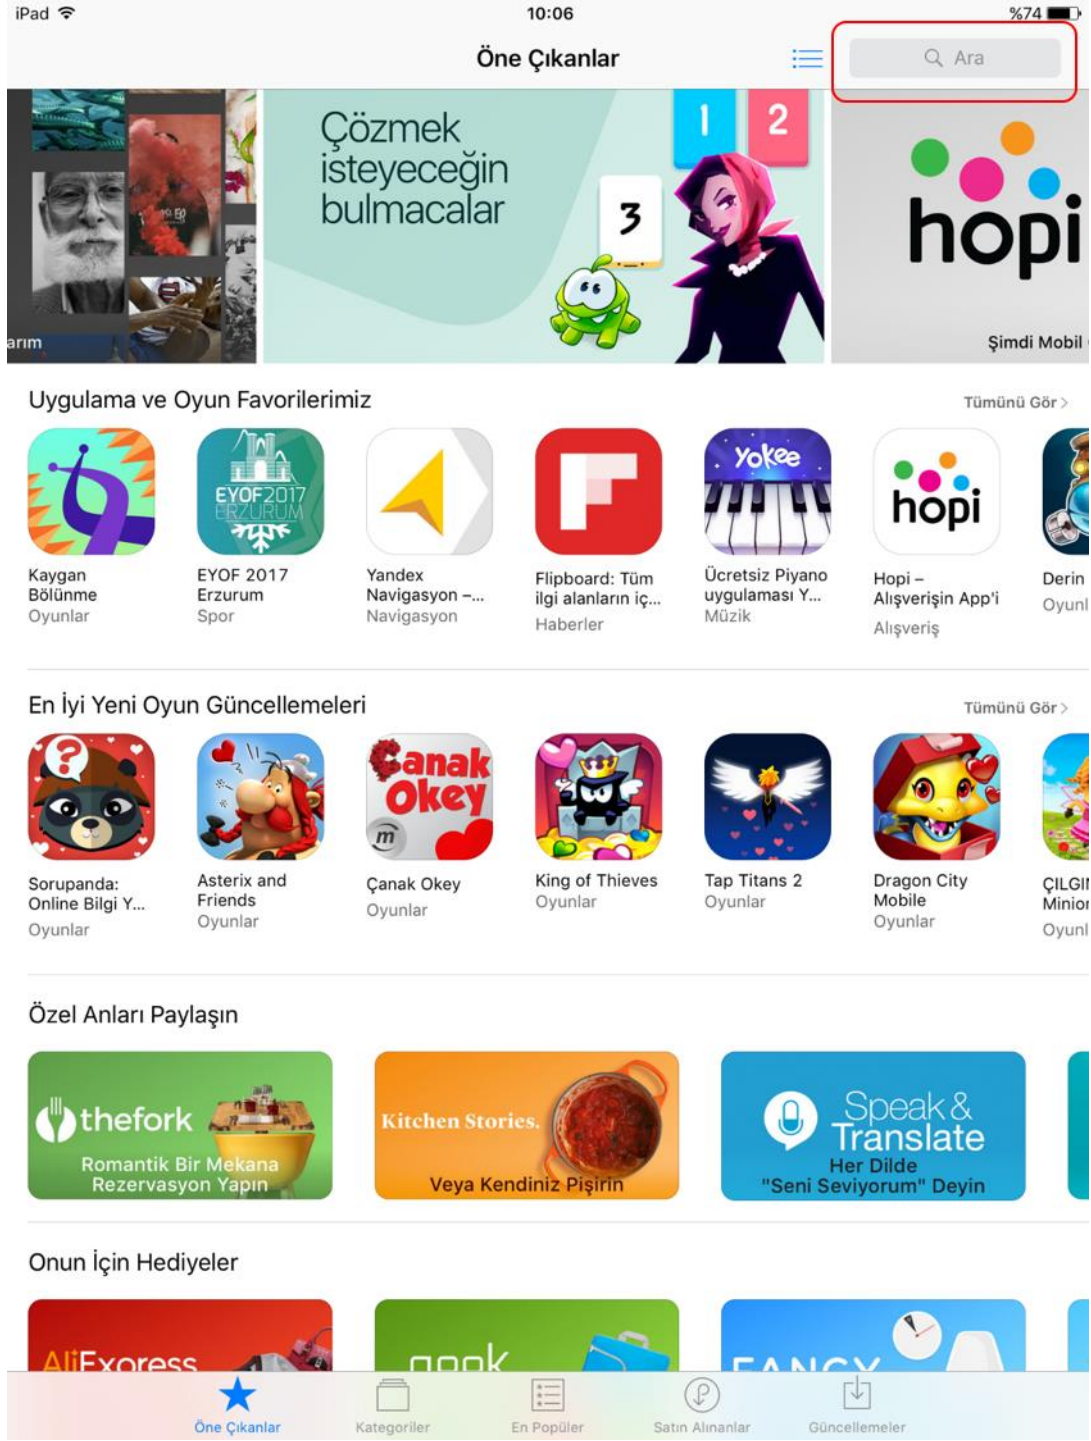 iPad
10:06
%74
Öne Çıkanlar
Ara
Çözmek
isteyeceğin
bulmacalar
1
2
3
hopi
arım
Şimdi Mobil
Uygulama ve Oyun Favorilerimiz
Tümünü Gör >
EYOF2017
ERZURUM
Yokee
hopi
Kaygan
Bölünme
Oyunlar
EYOF 2017
Erzurum
Spor
Yandex
Navigasyon –...
Navigasyon
Flipboard: Tüm
ilgi alanların iç...
Haberler
Ücretsiz Piyano
uygulaması Y...
Müzik
Hopi –
Alışverişin App'i
Alışveriş
Derin
Oyunl
En İyi Yeni Oyun Güncellemeleri
Tümünü Gör >
?
Çanak
Okey
m
Sorupanda:
Online Bilgi Y...
Oyunlar
Asterix and
Friends
Oyunlar
Çanak Okey
Oyunlar
King of Thieves
Oyunlar
Tap Titans 2
Oyunlar
Dragon City
Mobile
Oyunlar
ÇILGIN
Minion
Oyunl
Özel Anları Paylaşın
thefork
Romantik Bir Mekana
Rezervasyon Yapın
Kitchen Stories.
Veya Kendiniz Pişirin
Speak &
Translate
Her Dilde
"Seni Seviyorum" Deyin
Onun İçin Hediyeler
AliExpress
FANCY
Öne Çıkanlar
Kategoriler
En Popüler
Satın Alınanlar
Güncellemeler